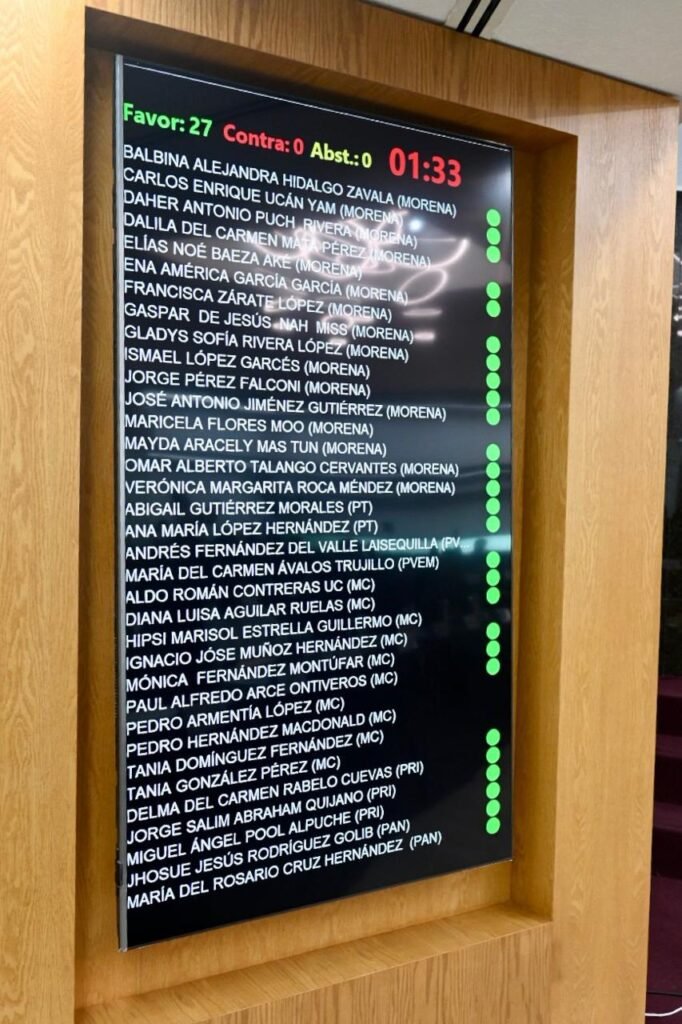 Favor: 27 Contra: 0 Abst.: 0 01:33
BALBINA ALEJANDRA HIDALGO ZAVALA (MORENA)
CARLOS ENRIQUE UCÁN YAM (MORENA)
DAHER ANTONIO PUCH RIVERA (MORENA)
DALILA DEL CARMEN MATA PÉREZ (MORENA)
ELÍAS NOÉ BAEZA AKÉ (MORENA)
ENA AMÉRICA GARCÍA GARCÍA (MORENA)
FRANCISCA ZÁRATE LÓPEZ (MORENA)
GASPAR DE JESÚS NAH MISS (MORENA)
GLADYS SOFÍA RIVERA LÓPEZ (MORENA)
ISMAEL LÓPEZ GARCÉS (MORENA)
JORGE PÉREZ FALCONI (MORENA)
JOSÉ ANTONIO JIMÉNEZ GUTIÉRREZ (MORENA)
MARICELA FLORES MOO (MORENA)
MAYDA ARACELY MAS TUN (MORENA)
OMAR ALBERTO TALANGO CERVANTES (MORENA)
VERÓNICA MARGARITA ROCA MÉNDEZ (MORENA)
ABIGAIL GUTIÉRREZ MORALES (PT)
ANA MARÍA LÓPEZ HERNÁNDEZ (PT)
ANDRÉS FERNÁNDEZ DEL VALLE LAISEQUILLA (PV...
MARÍA DEL CARMEN ÁVALOS TRUJILLO (PVEM)
ALDO ROMÁN CONTRERAS UC (MC)
DIANA LUISA AGUILAR RUELAS (MC)
HIPSI MARISOL ESTRELLA GUILLERMO (MC)
IGNACIO JÓSE MUÑOZ HERNÁNDEZ (MC)
MÓNICA FERNÁNDEZ MONTÚFAR (MC)
PAUL ALFREDO ARCE ONTIVEROS (MC)
PEDRO ARMENTÍA LÓPEZ (MC)
PEDRO HERNÁNDEZ MACDONALD (MC)
TANIA DOMÍNGUEZ FERNÁNDEZ (MC)
TANIA GONZÁLEZ PÉREZ (MC)
DELMA DEL CARMEN RABELO CUEVAS (PRI)
JORGE SALIM ABRAHAM QUIJANO (PRI)
MIGUEL ÁNGEL POOL ALPUCHE (PRI)
JHOSUE JESÚS RODRÍGUEZ GOLIB (PAN)
MARÍA DEL ROSARIO CRUZ HERNÁNDEZ (PAN)